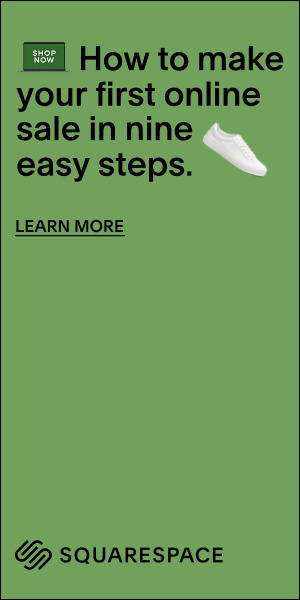 SHOP
NOW
How to make
your first online
sale in nine
easy steps.
LEARN MORE
SQUARESPACE